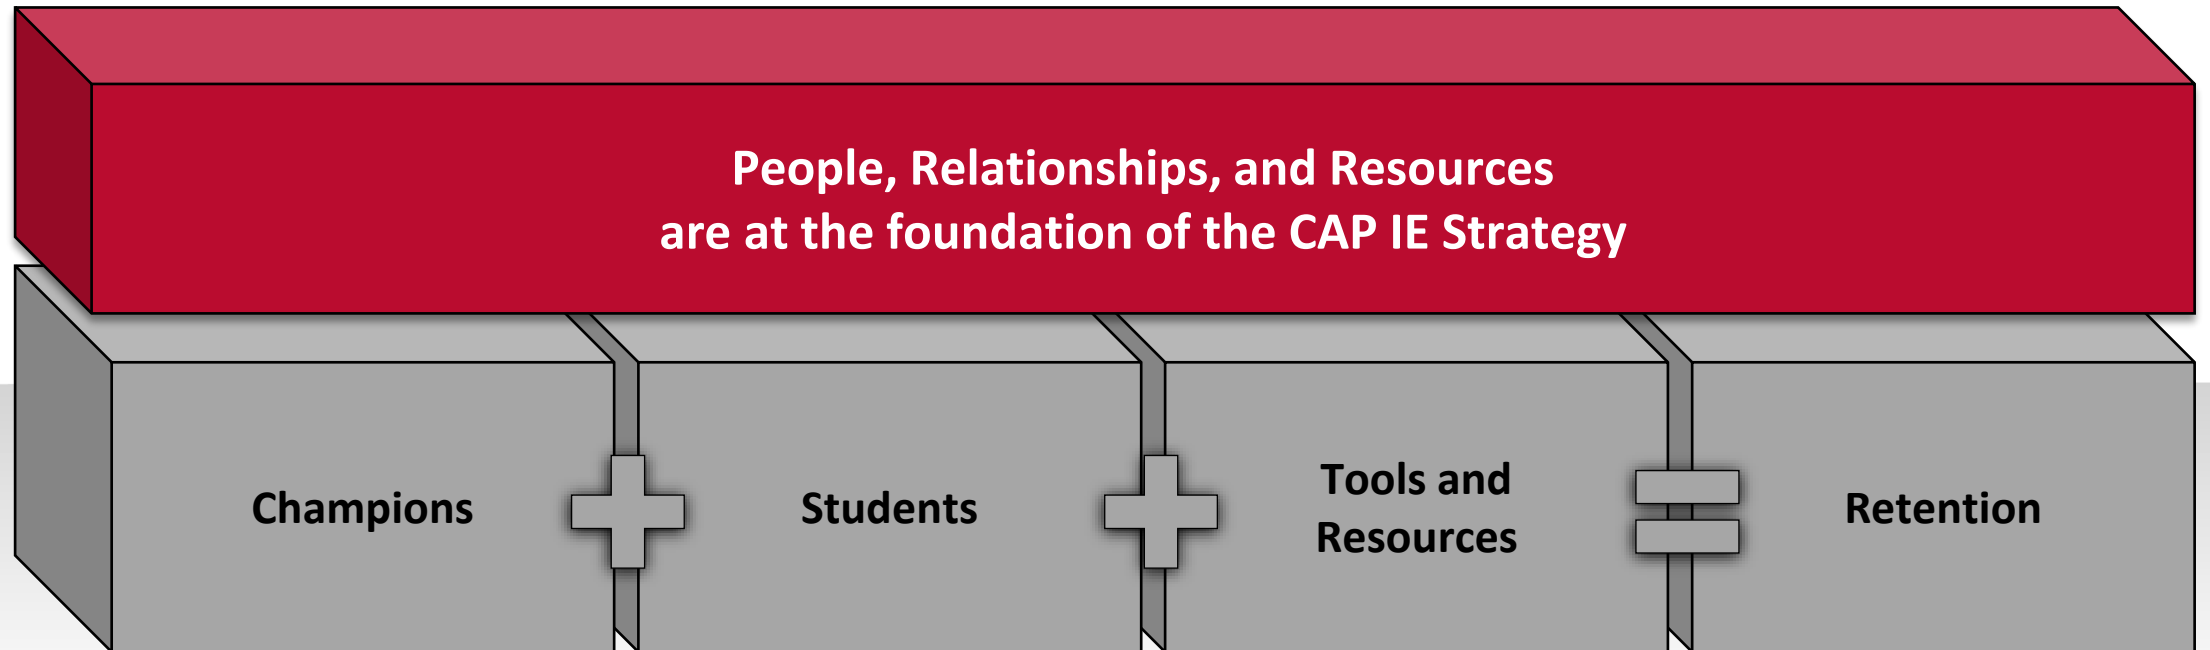 People, Relationships, and Resources
are at the foundation of the CAP IE Strategy
Champions
Students
Tools and
Resources
Retention